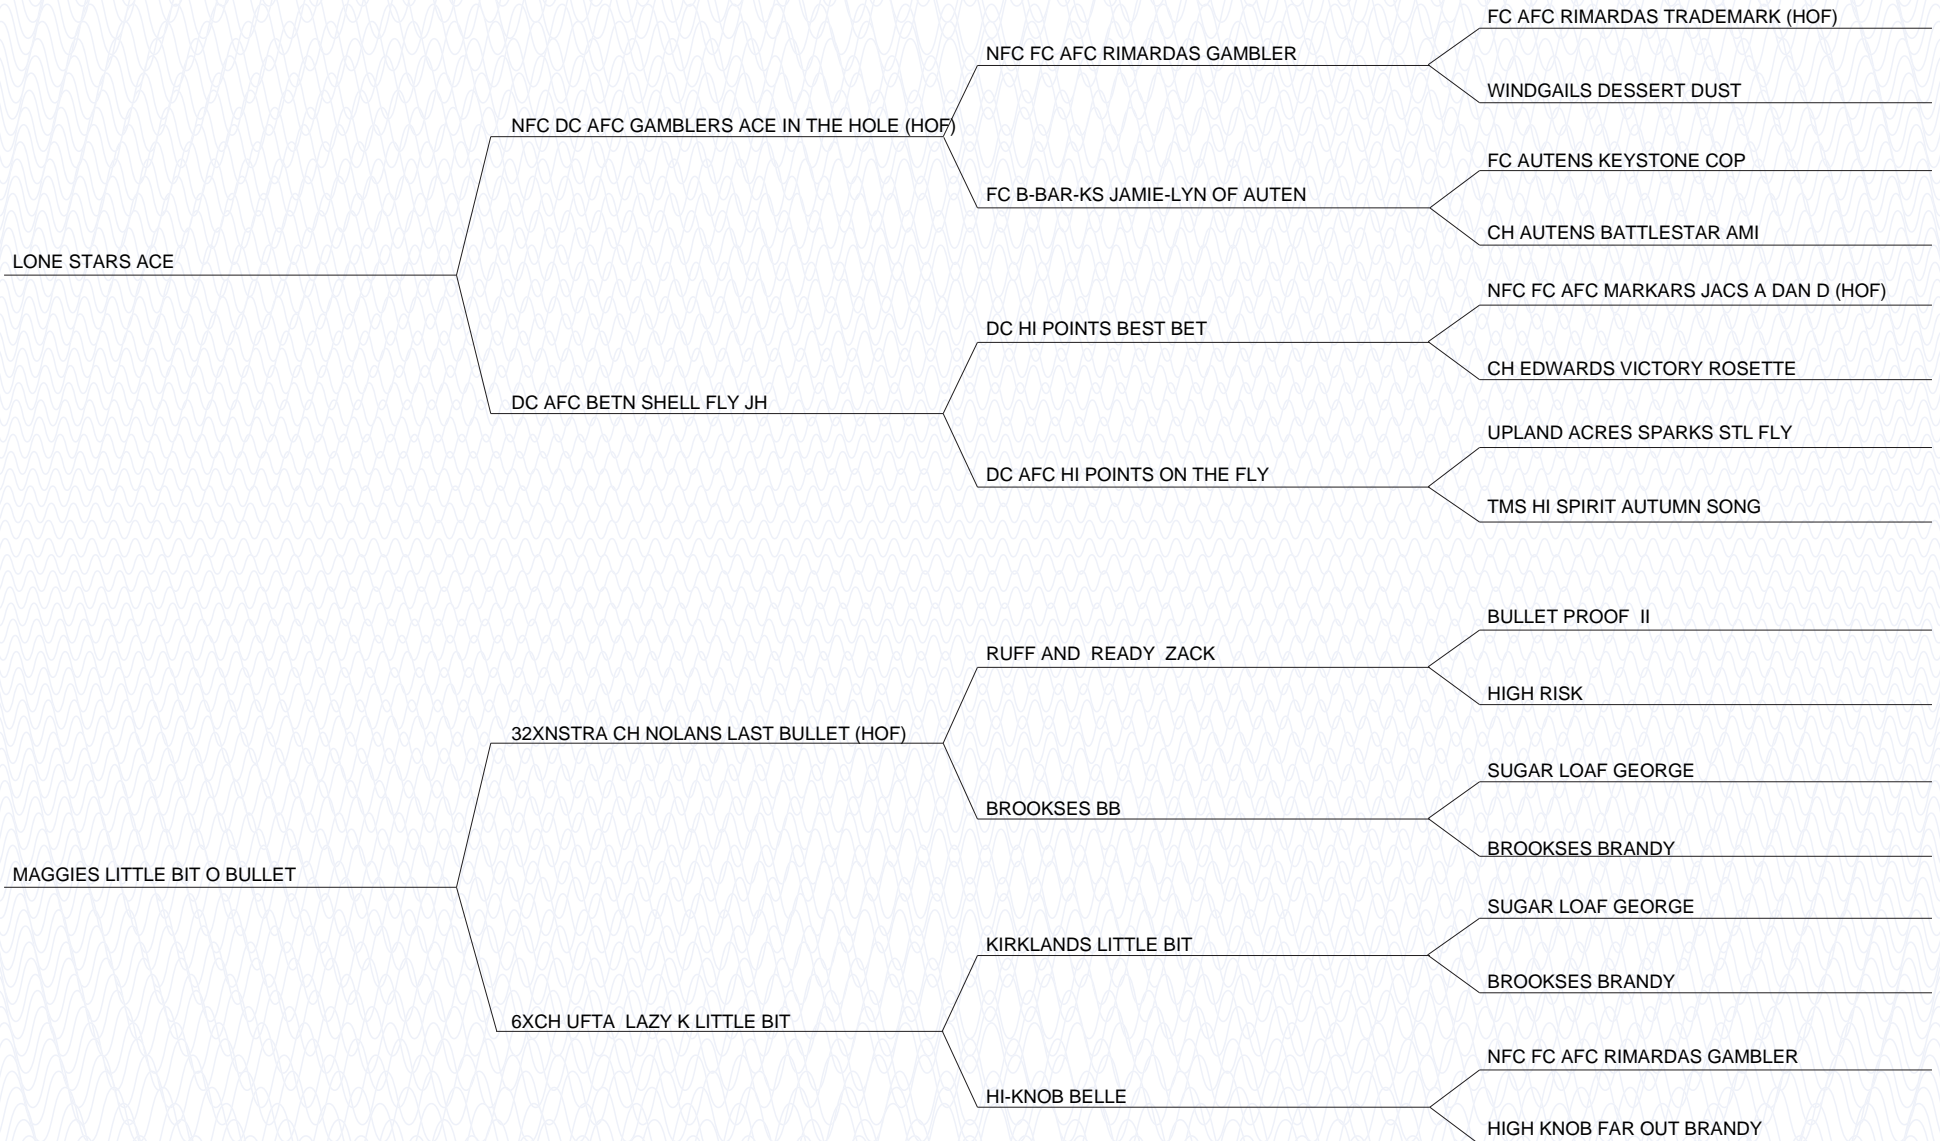 FC AFC RIMARDAS TRADEMARK (HOF)
NFC FC AFC RIMARDAS GAMBLER
WINDGAILS DESSERT DUST
NFC DC AFC GAMBLERS ACE IN THE HOLE (HOF)
FC AUTENS KEYSTONE COP
FC B-BAR-KS JAMIE-LYN OF AUTEN
CH AUTENS BATTLESTAR AMI
LONE STARS ACE
NFC FC AFC MARKARS JACS A DAN D (HOF)
DC HI POINTS BEST BET
CH EDWARDS VICTORY ROSETTE
DC AFC BETN SHELL FLY JH
UPLAND ACRES SPARKS STL FLY
DC AFC HI POINTS ON THE FLY
TMS HI SPIRIT AUTUMN SONG
BULLET PROOF  II
RUFF AND  READY  ZACK
HIGH RISK
32XNSTRA CH NOLANS LAST BULLET (HOF)
SUGAR LOAF GEORGE
BROOKSES BB
BROOKSES BRANDY
MAGGIES LITTLE BIT O BULLET
SUGAR LOAF GEORGE
KIRKLANDS LITTLE BIT
BROOKSES BRANDY
6XCH UFTA  LAZY K LITTLE BIT
NFC FC AFC RIMARDAS GAMBLER
HI-KNOB BELLE
HIGH KNOB FAR OUT BRANDY